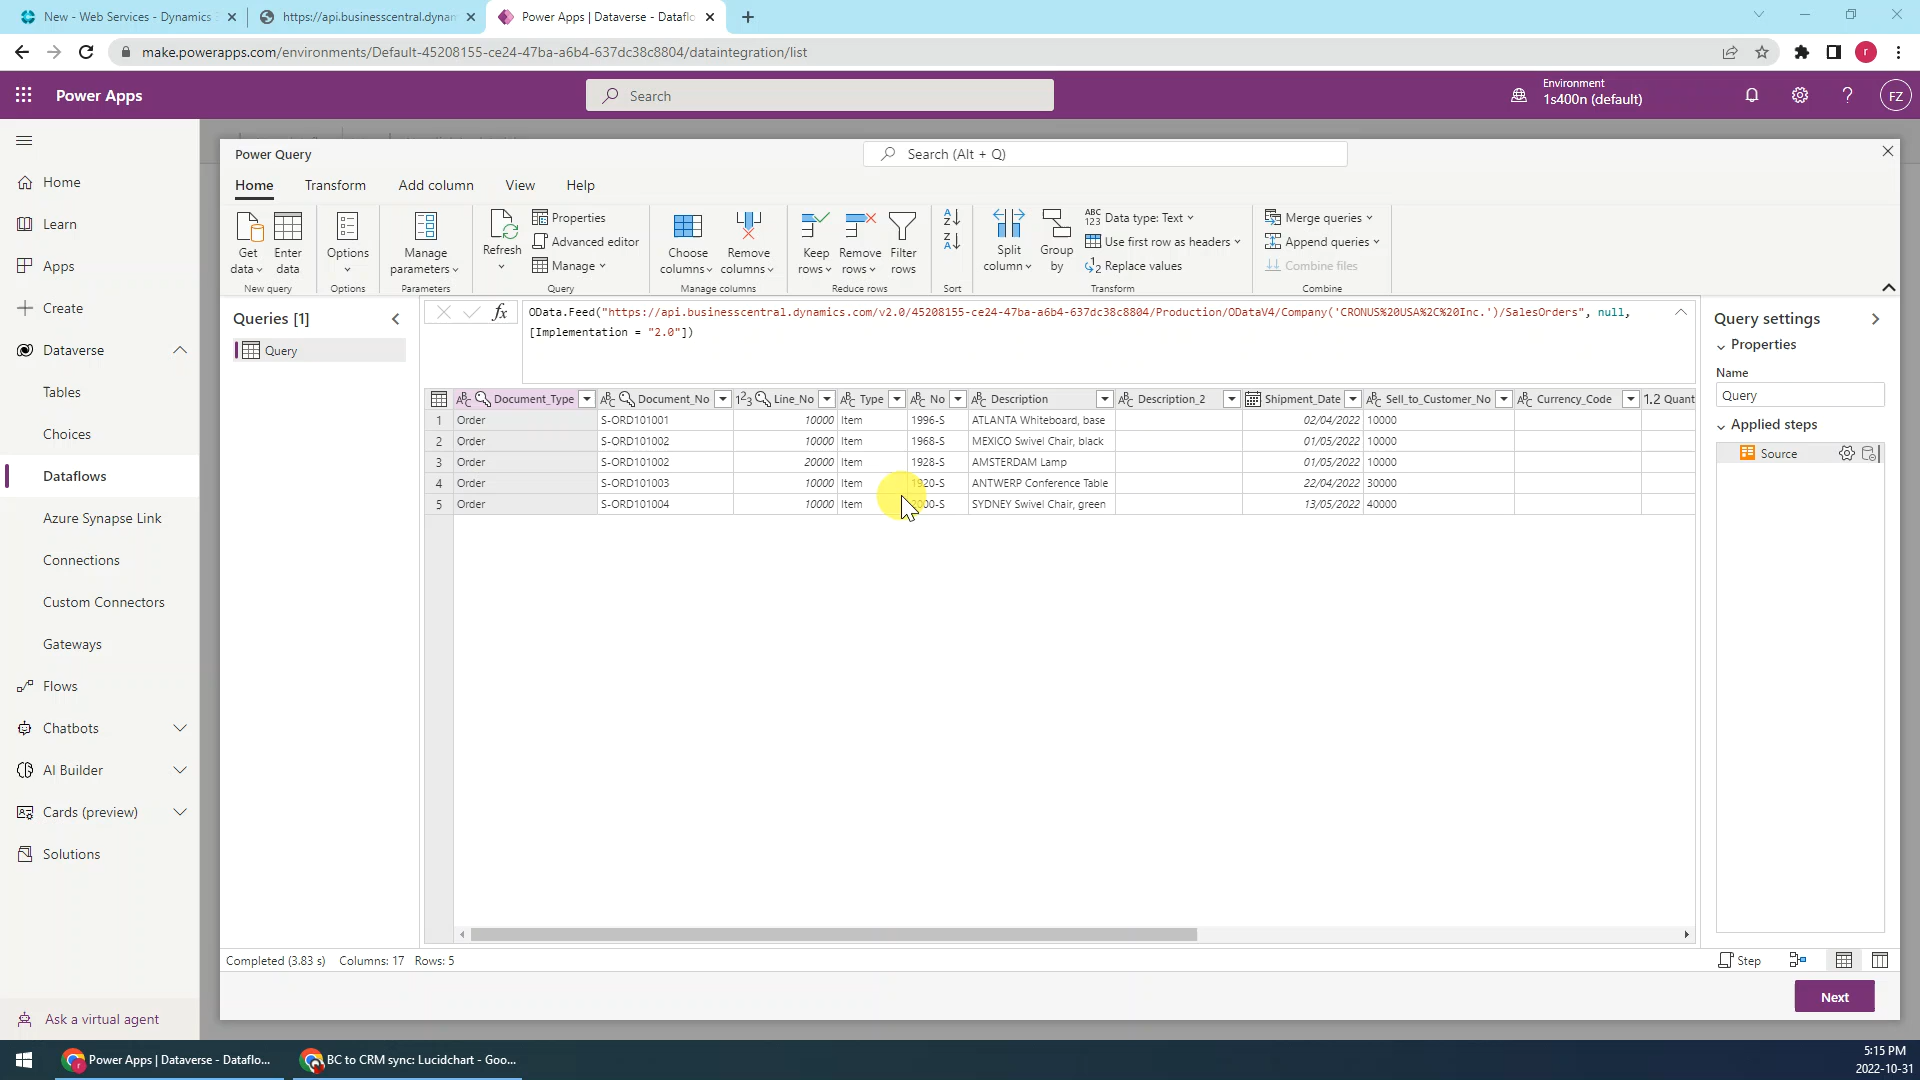 New - Web Services - Dynamics
https://api.businesscentral.dynam
Power Apps | Dataverse - Dataflo
make.powerapps.com/environments/Default-45208155-ce24-47ba-a6b4-637dc38c8804/dataintegration/list
r
Power Apps
Search
Environment
1s400n (default)
FZ
Home
Learn
Apps
Create
Dataverse
Tables
Choices
Dataflows
Azure Synapse Link
Connections
Custom Connectors
Gateways
Flows
Chatbots
AI Builder
Cards (preview)
Solutions
Ask a virtual agent
Power Query
Search (Alt + Q)
Home Transform Add column View Help
Get data
Enter data
New query
Options
Options
Manage parameters
Parameters
Refresh
Properties
Advanced editor
Manage
Query
Choose columns
Remove columns
Manage columns
Keep rows
Remove rows
Filter rows
Reduce rows
Sort
Split column
Group by
Data type: Text
Use first row as headers
Replace values
Transform
Merge queries
Append queries
Combine files
Combine
Queries [1]
Query
fx
OData.Feed("https://api.businesscentral.dynamics.com/v2.0/45208155-ce24-47ba-a6b4-637dc38c8804/Production/ODataV4/Company('CRONUS%20USA%2C%20Inc.')/SalesOrders", null,
[Implementation = "2.0"])
Document_Type Document_No Line_No Type No Description Description_2 Shipment_Date Sell_to_Customer_No Currency_Code 1.2 Quant
1 Order S-ORD101001 10000 Item 1996-S ATLANTA Whiteboard, base 02/04/2022 10000
2 Order S-ORD101002 10000 Item 1968-S MEXICO Swivel Chair, black 01/05/2022 10000
3 Order S-ORD101002 20000 Item 1928-S AMSTERDAM Lamp 01/05/2022 10000
4 Order S-ORD101003 10000 Item 1920-S ANTWERP Conference Table 22/04/2022 30000
5 Order S-ORD101004 10000 Item 2000-S SYDNEY Swivel Chair, green 13/05/2022 40000
Query settings
Properties
Name
Query
Applied steps
Source
Completed (3.83 s) Columns: 17 Rows: 5
Step
Next
Power Apps | Dataverse - Dataflo...
BC to CRM sync: Lucidchart - Goo...
5:15 PM
2022-10-31